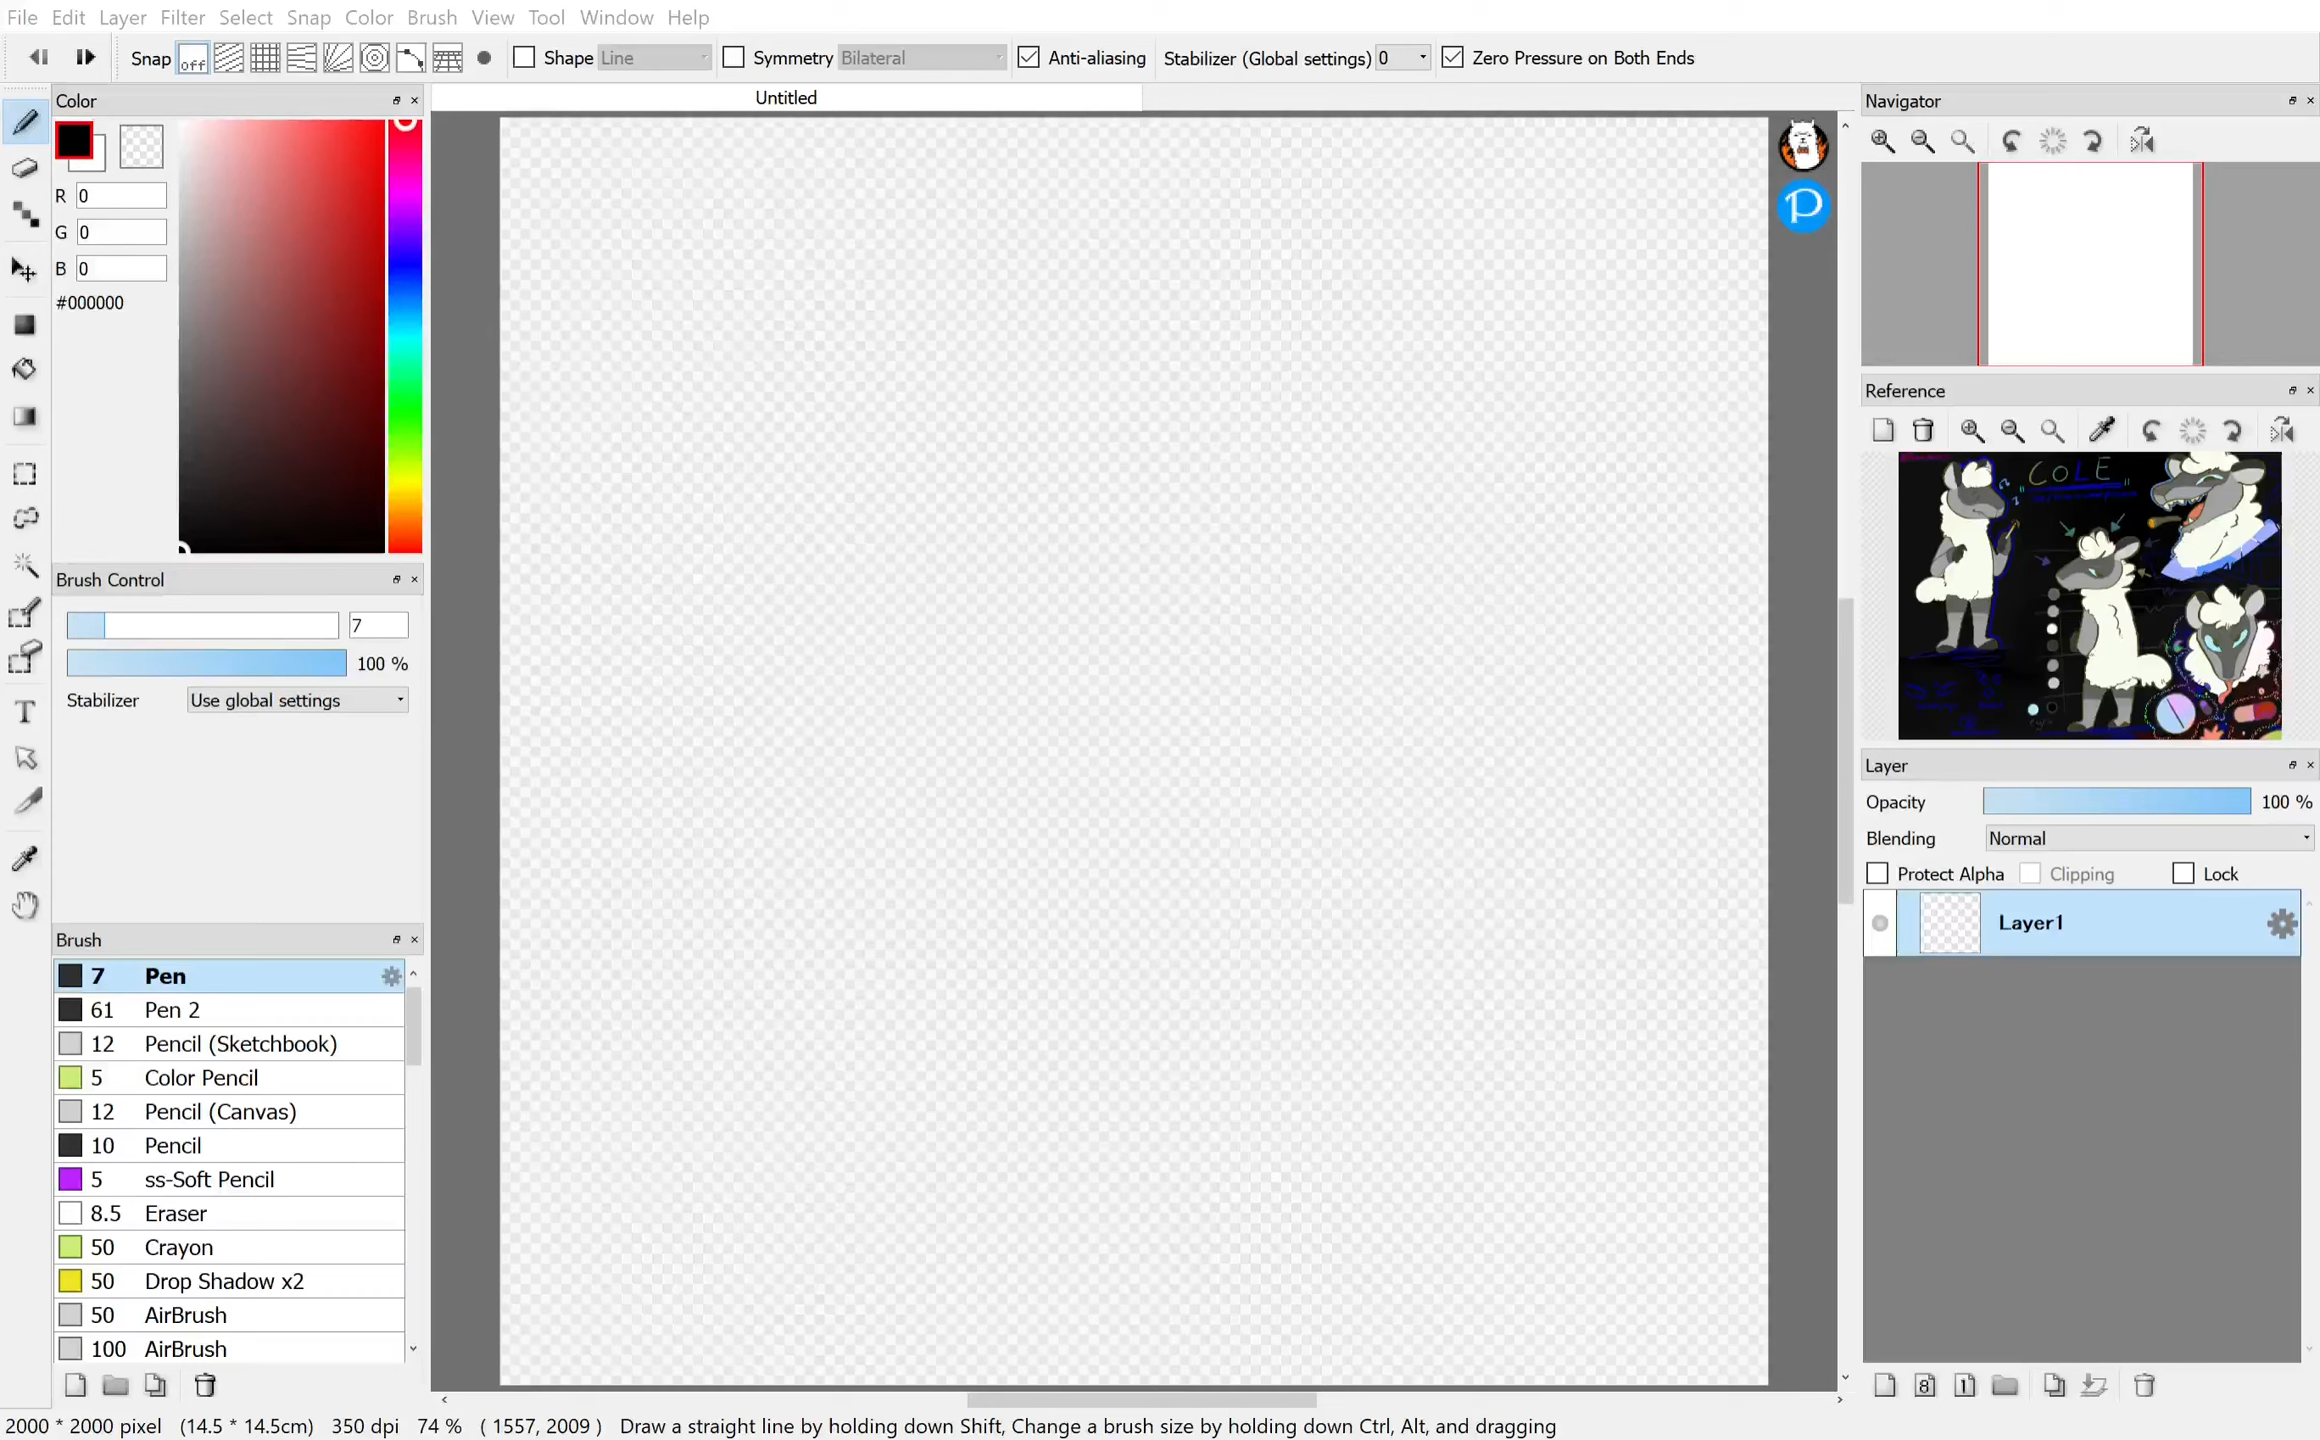 File Edit Layer Filter Select Snap Color Brush View Tool Window Help
Snap off Shape Line Symmetry Bilateral Anti-aliasing Stabilizer (Global settings) 0 Zero Pressure on Both Ends
Color
Untitled
Navigator
R 0
G 0
B 0
#000000
Reference
COLE
Brush Control
7
100 %
Stabilizer Use global settings
Layer
Opacity 100 %
Blending Normal
Protect Alpha Clipping Lock
Layer1
Brush
7 Pen
61 Pen 2
12 Pencil (Sketchbook)
5 Color Pencil
12 Pencil (Canvas)
10 Pencil
5 ss-Soft Pencil
8.5 Eraser
50 Crayon
50 Drop Shadow x2
50 AirBrush
100 AirBrush
8 1
2000 * 2000 pixel (14.5 * 14.5cm) 350 dpi 74 % ( 1557, 2009 ) Draw a straight line by holding down Shift, Change a brush size by holding down Ctrl, Alt, and dragging